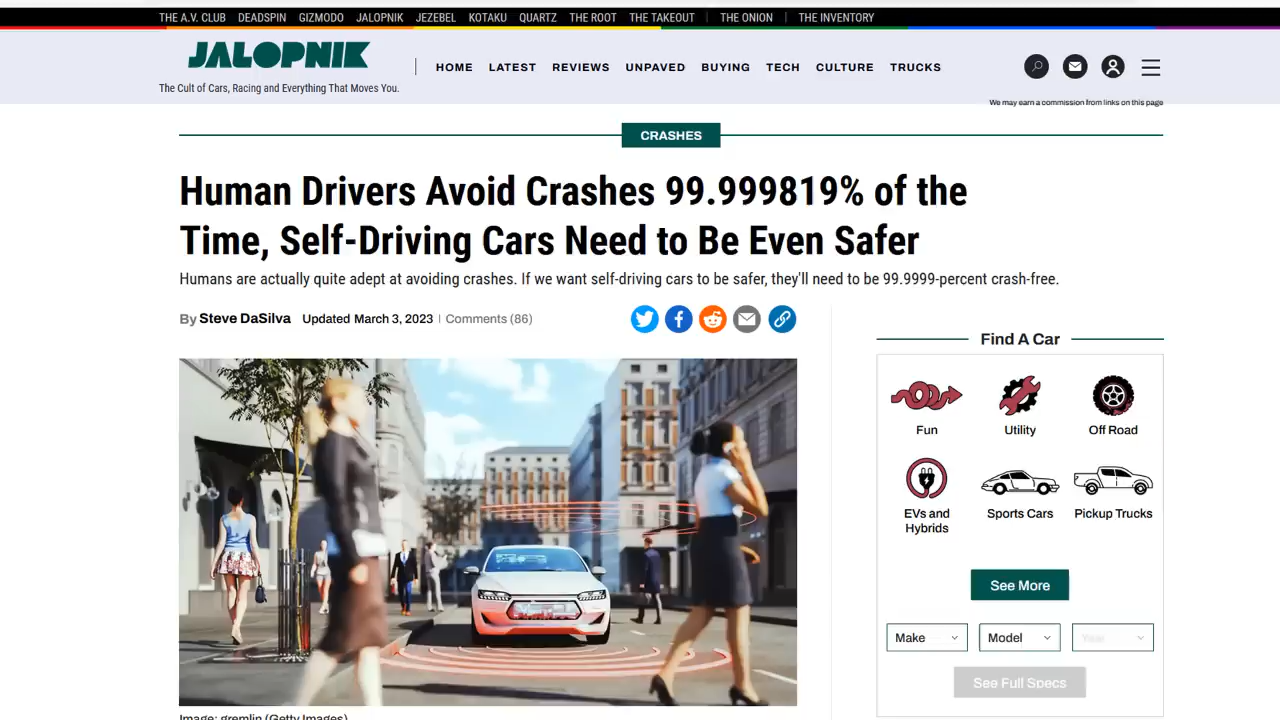 THE A.V. CLUB DEADSPIN GIZMODO JALOPNIK JEZEBEL KOTAKU QUARTZ THE ROOT THE TAKEOUT THE ONION THE INVENTORY
JALOPNIK
HOME LATEST REVIEWS UNPAVED BUYING TECH CULTURE TRUCKS
The Cult of Cars, Racing and Everything That Moves You.
We may earn a commission from links on this page
CRASHES
Human Drivers Avoid Crashes 99.999819% of the
Time, Self-Driving Cars Need to Be Even Safer
Humans are actually quite adept at avoiding crashes. If we want self-driving cars to be safer, they'll need to be 99.9999-percent crash-free.
By Steve DaSilva Updated March 3, 2023 Comments (86)
Find A Car
Fun Utility Off Road
EVs and
Hybrids
Sports Cars Pickup Trucks
See More
Make Model Year
See Full Specs
Image: gremlin (Getty Images)